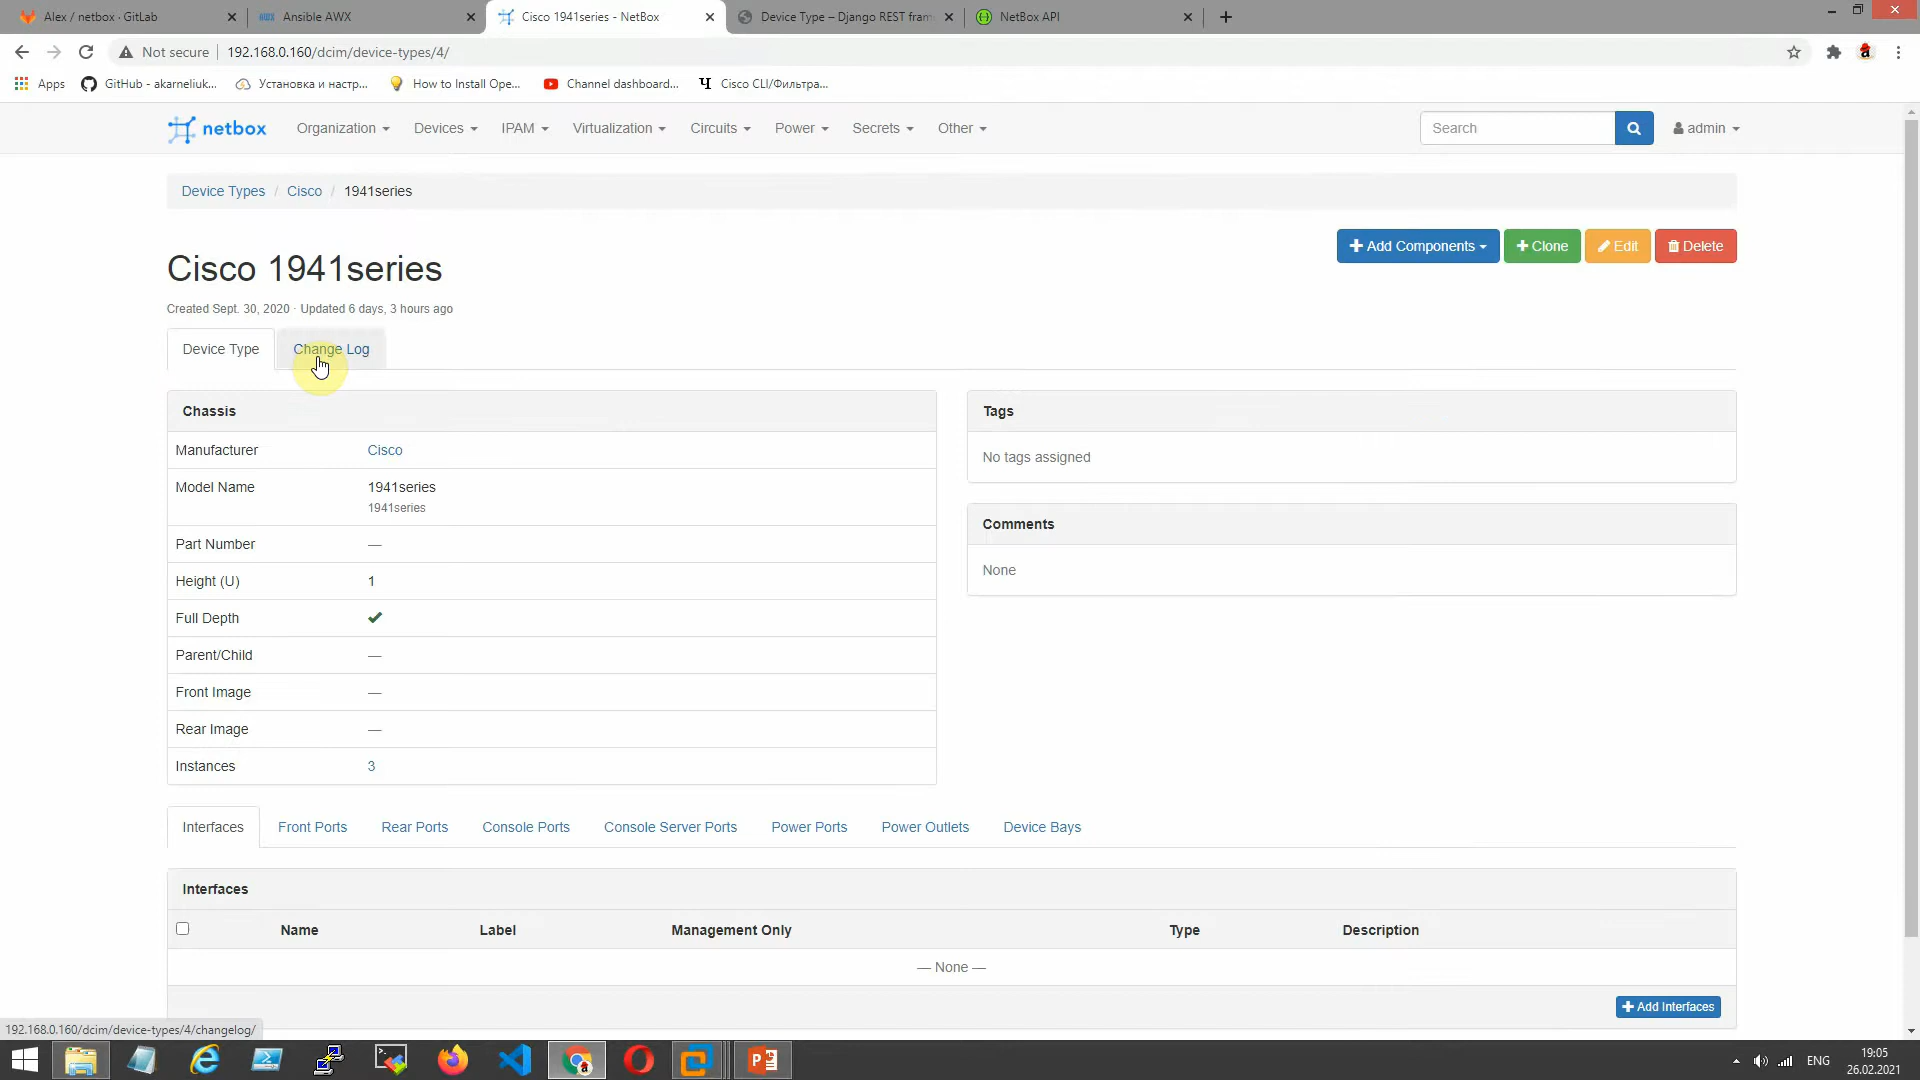 Alex / netbox · GitLab
AWX Ansible AWX
Cisco 1941series - NetBox
Device Type – Django REST fram
NetBox API
Not secure 192.168.0.160/dcim/device-types/4/
Apps GitHub - akarneliuk... Установка и настр... How to Install Ope... Channel dashboard... Ч Cisco CLI/Фильтра...
netbox Organization Devices IPAM Virtualization Circuits Power Secrets Other Search admin
Device Types / Cisco / 1941series
Add Components Clone Edit Delete
Cisco 1941series
Created Sept. 30, 2020 · Updated 6 days, 3 hours ago
Device Type Change Log
Chassis
Manufacturer Cisco
Model Name 1941series
1941series
Part Number —
Height (U) 1
Full Depth
Parent/Child —
Front Image —
Rear Image —
Instances 3
Tags
No tags assigned
Comments
None
Interfaces Front Ports Rear Ports Console Ports Console Server Ports Power Ports Power Outlets Device Bays
Interfaces
Name Label Management Only Type Description
— None —
Add Interfaces
192.168.0.160/dcim/device-types/4/changelog/
ENG
19:05
26.02.2021